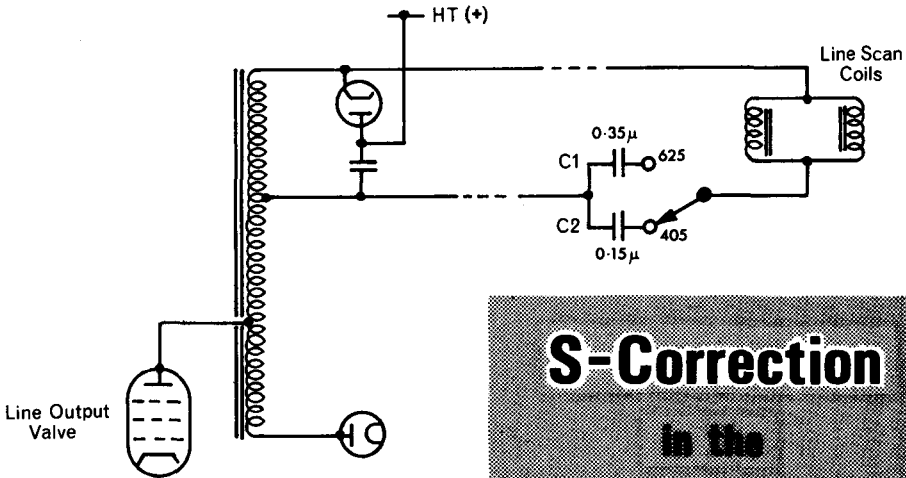 HT (+)
Line Scan
Coils
0·35μ
C1
625
C2
405
0·15μ
Line Output
Valve
S-Correction
in the